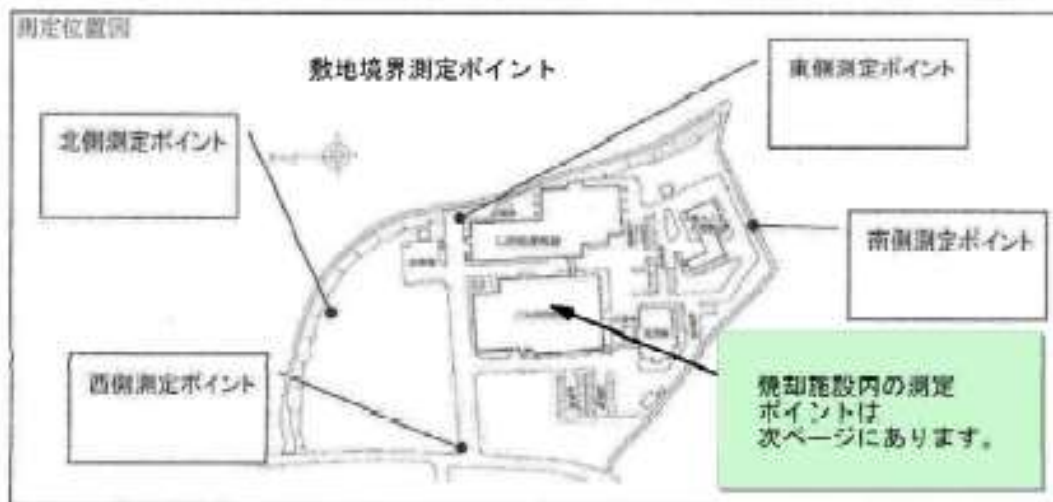 測定位置図
敷地境界測定ポイント
東側測定ポイント
北側測定ポイント
南側測定ポイント
西側測定ポイント
焼却施設内の測定
ポイントは
次ページにあります。